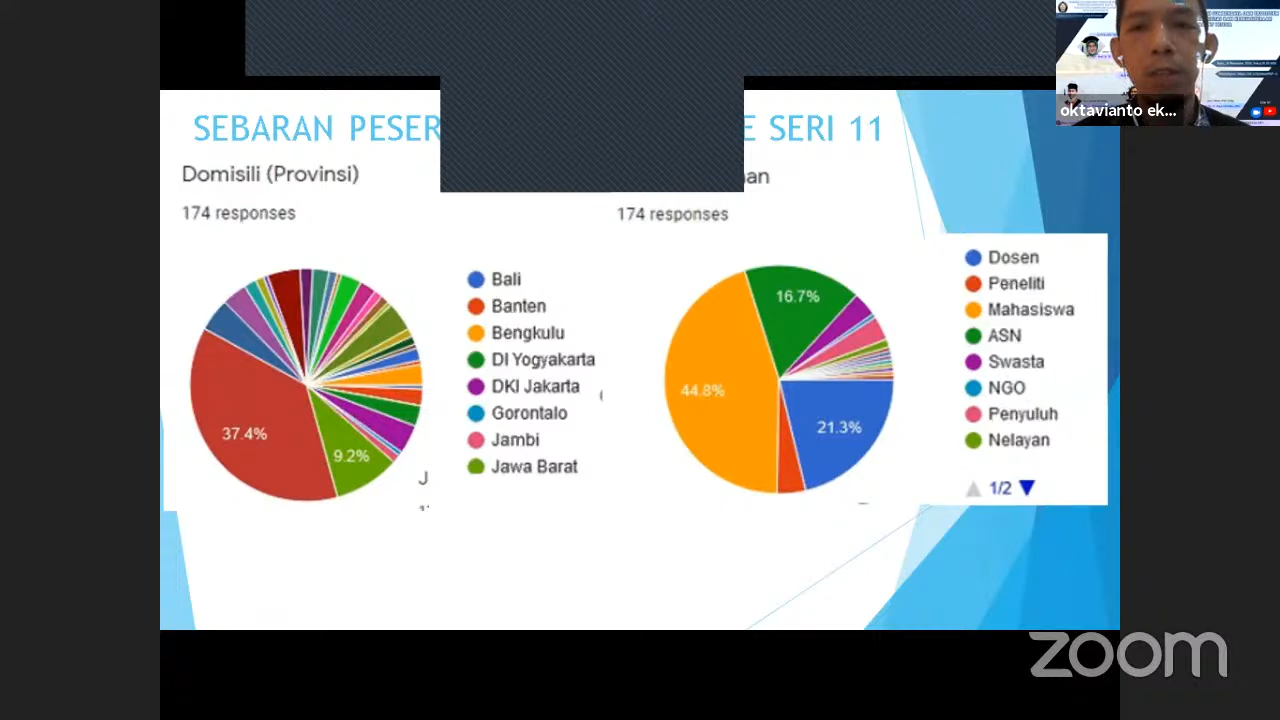 SEBARAN PESER
E SERI 11
Domisili (Provinsi)
174 responses
174 responses
37.4%
9.2%
Bali
Banten
Bengkulu
DI Yogyakarta
DKI Jakarta
Gorontalo
Jambi
Jawa Barat
16.7%
44.8%
21.3%
Dosen
Peneliti
Mahasiswa
ASN
Swasta
NGO
Penyuluh
Nelayan
1/2
oktavianto ek...
zoom